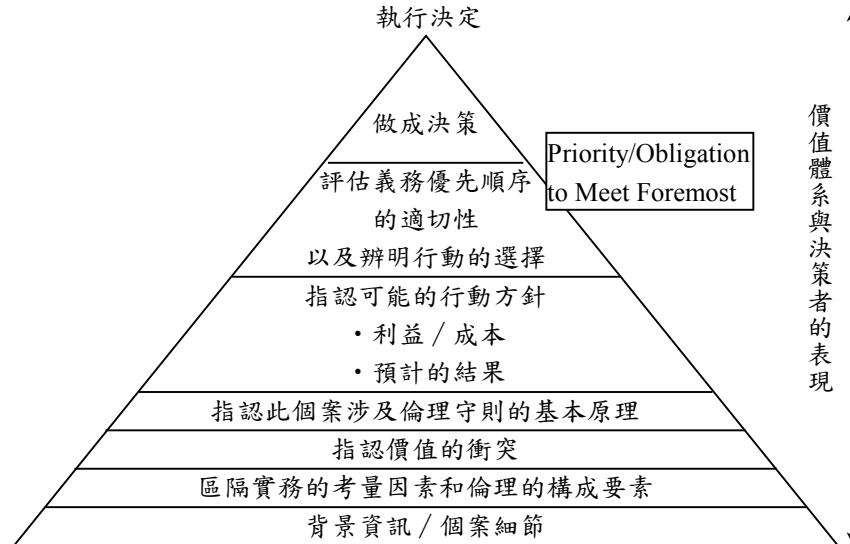 執行決定
做成決策
評估義務優先順序
的適切性
以及辨明行動的選擇
Priority/Obligation
to Meet Foremost
指認可能的行動方針
・利益／成本
・預計的結果
指認此個案涉及倫理守則的基本原理
指認價值的衝突
區隔實務的考量因素和倫理的構成要素
背景資訊／個案細節
價值體系與決策者的表現